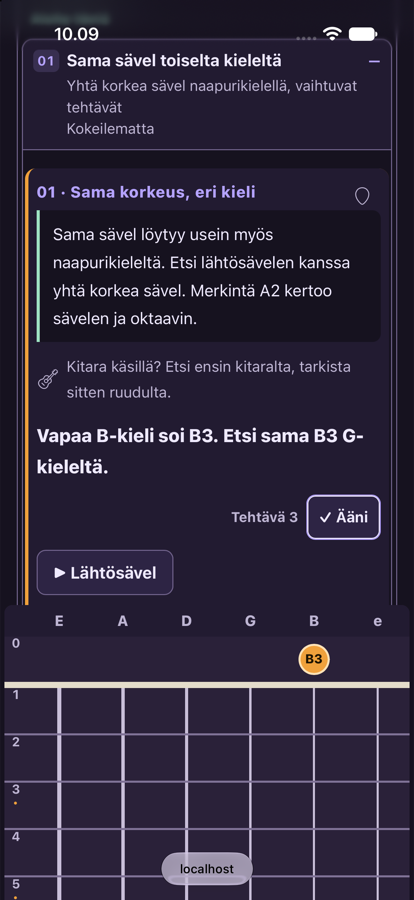 10.09
01 Sama sävel toiselta kieleltä –
Yhtä korkea sävel naapurikielellä, vaihtuvat
tehtävät
Kokeilematta
01 · Sama korkeus, eri kieli
Sama sävel löytyy usein myös
naapurikieleltä. Etsi lähtösävelen kanssa
yhtä korkea sävel. Merkintä A2 kertoo
sävelen ja oktaavin.
Kitara käsillä? Etsi ensin kitaralta, tarkista
sitten ruudulta.
Vapaa B-kieli soi B3. Etsi sama B3 G-
kieleltä.
Tehtävä 3 ✓ Ääni
▶ Lähtösävel
E A D G B e
0 B3
1
2
3
4
localhost
5